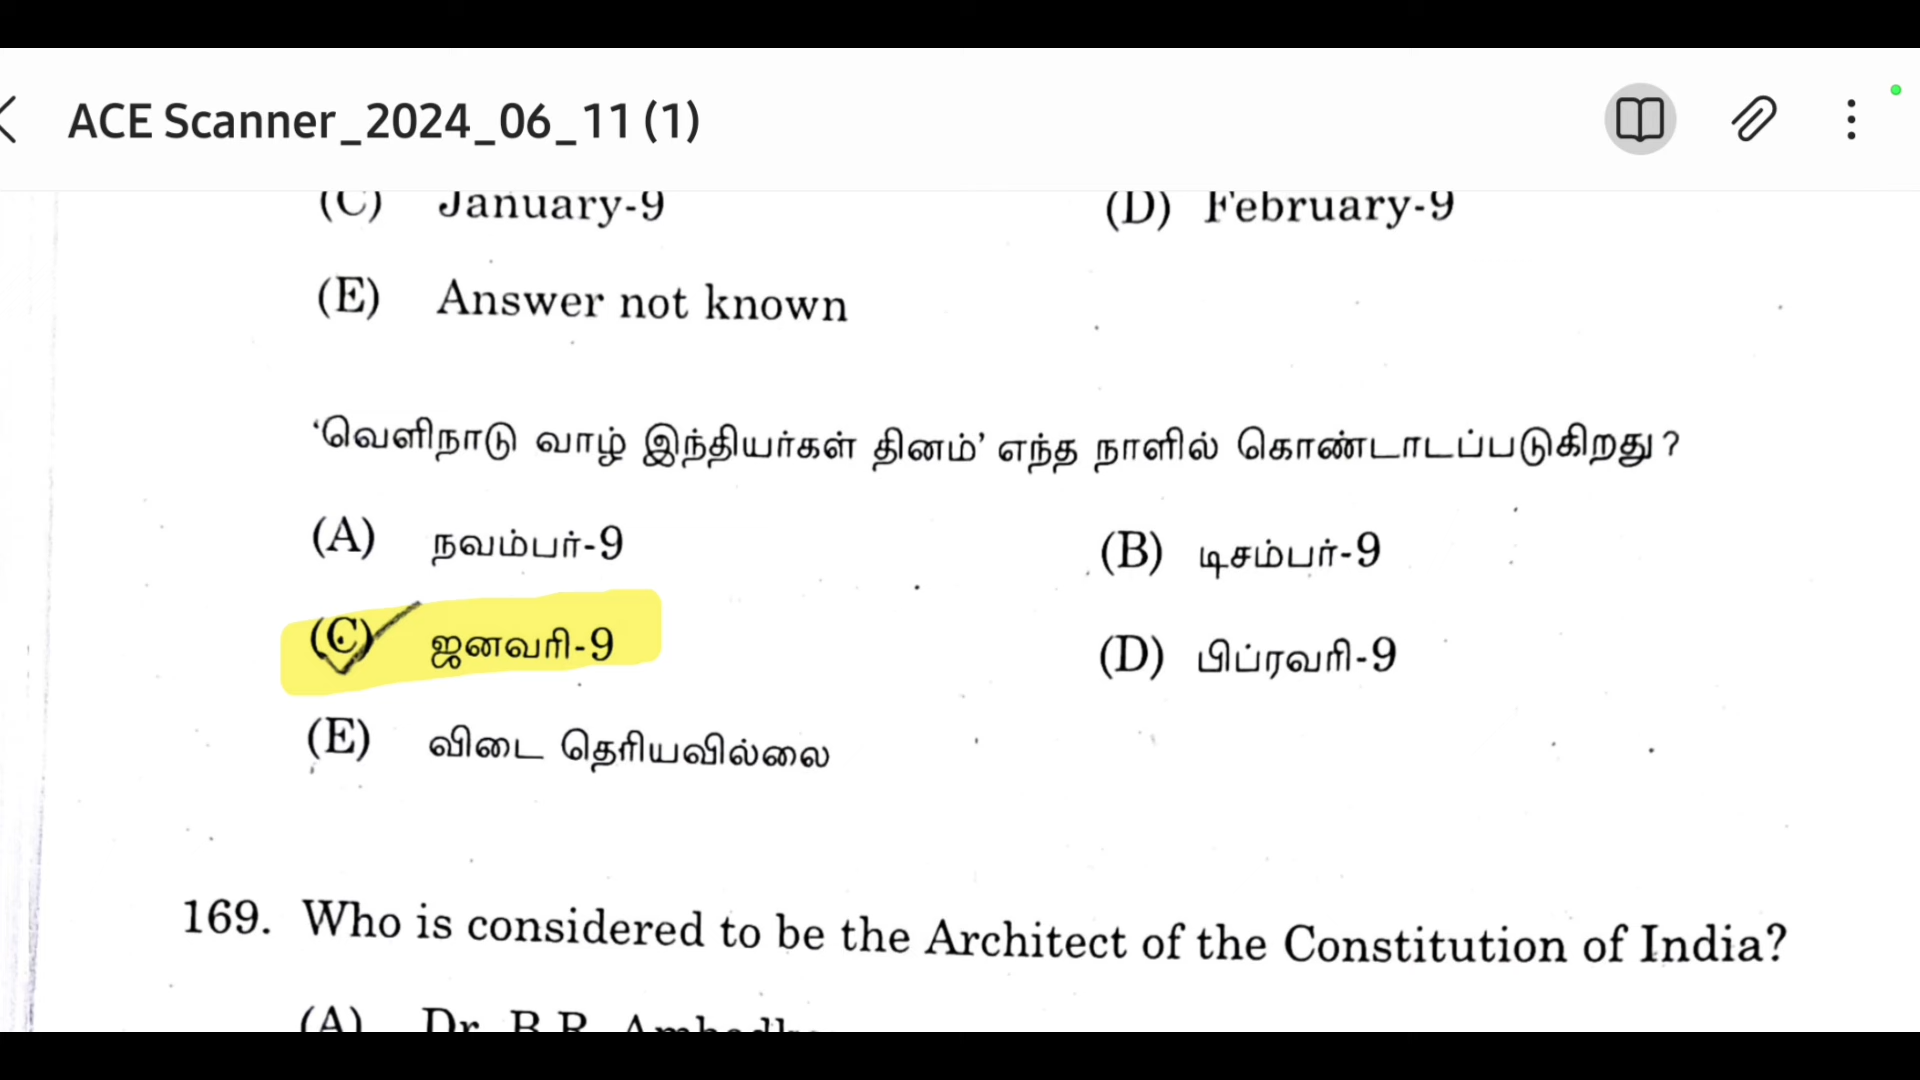 ACE Scanner_2024_06_11 (1)
(C) January-9 (D) February-9
(E) Answer not known
‘வெளிநாடு வாழ் இந்தியர்கள் தினம்’ எந்த நாளில் கொண்டாடப்படுகிறது?
(A) நவம்பர்-9 (B) டிசம்பர்-9
(C) ஜனவரி-9 (D) பிப்ரவரி-9
(E) விடை தெரியவில்லை
169. Who is considered to be the Architect of the Constitution of India?
(A) Dr. B.R.